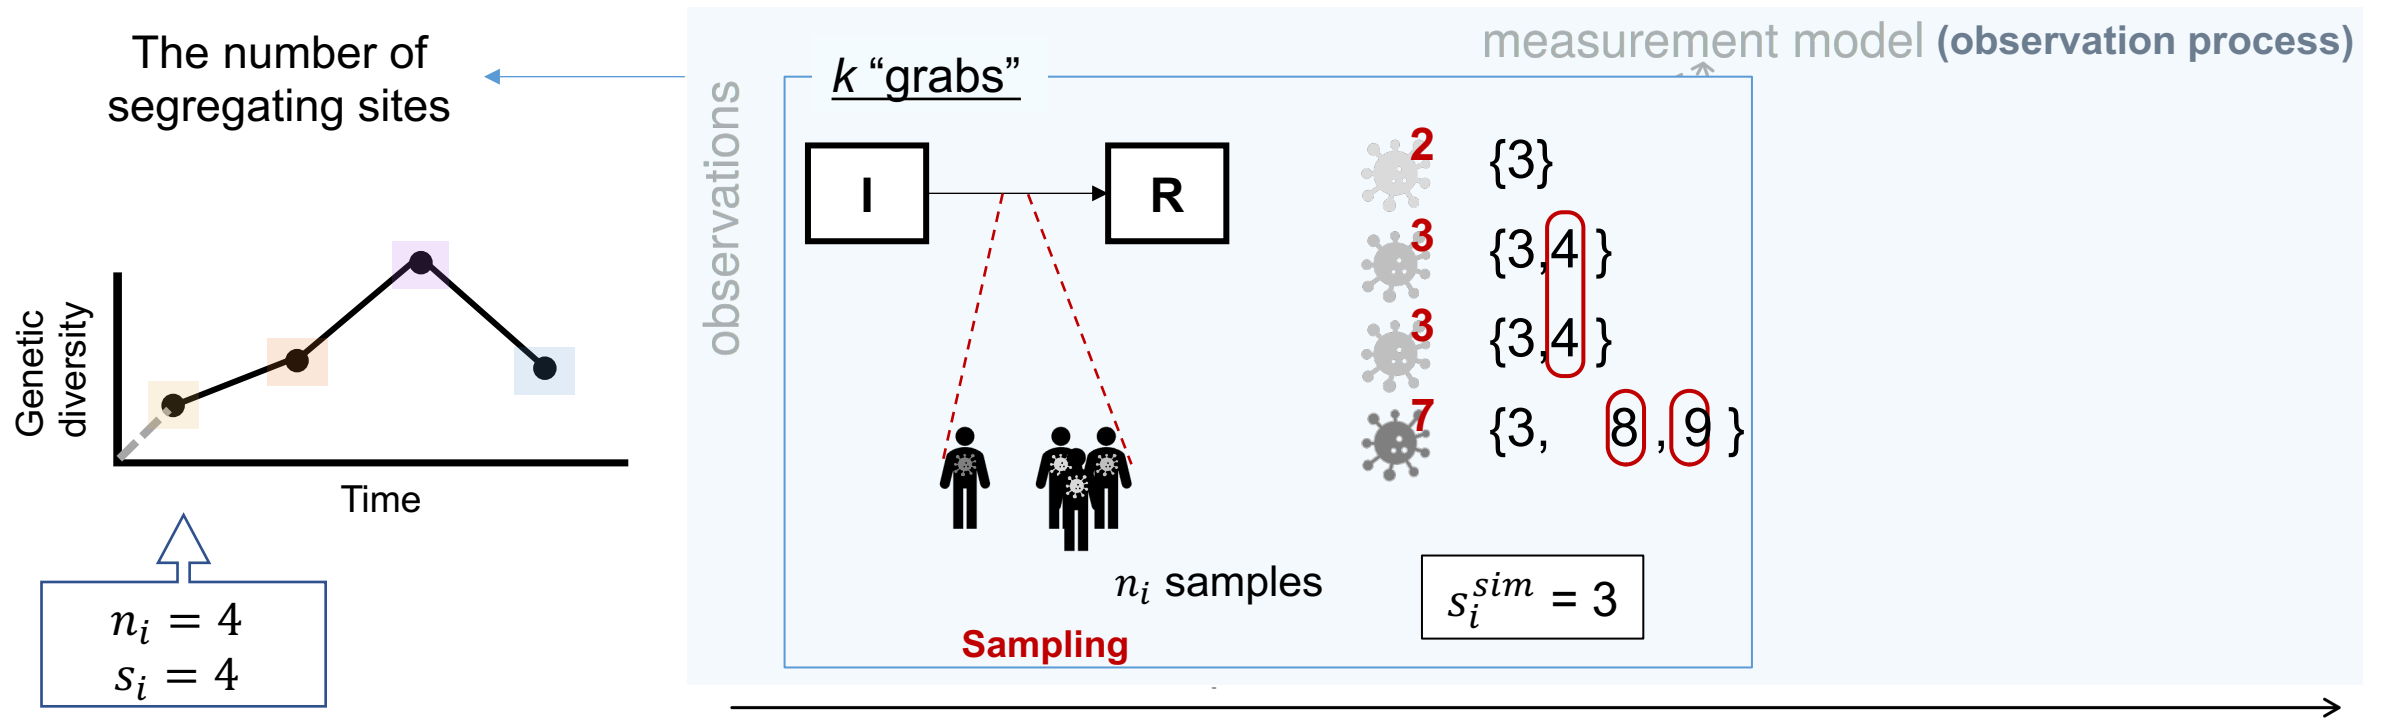 The number of
segregating sites
Genetic
diversity
Time
n_i = 4
s_i = 4
observations
measurement model (observation process)
k “grabs”
I
R
2 {3}
3 {3,4 }
3 {3,4 }
7 {3, 8 , 9 }
n_i samples
s_i^{sim} = 3
Sampling